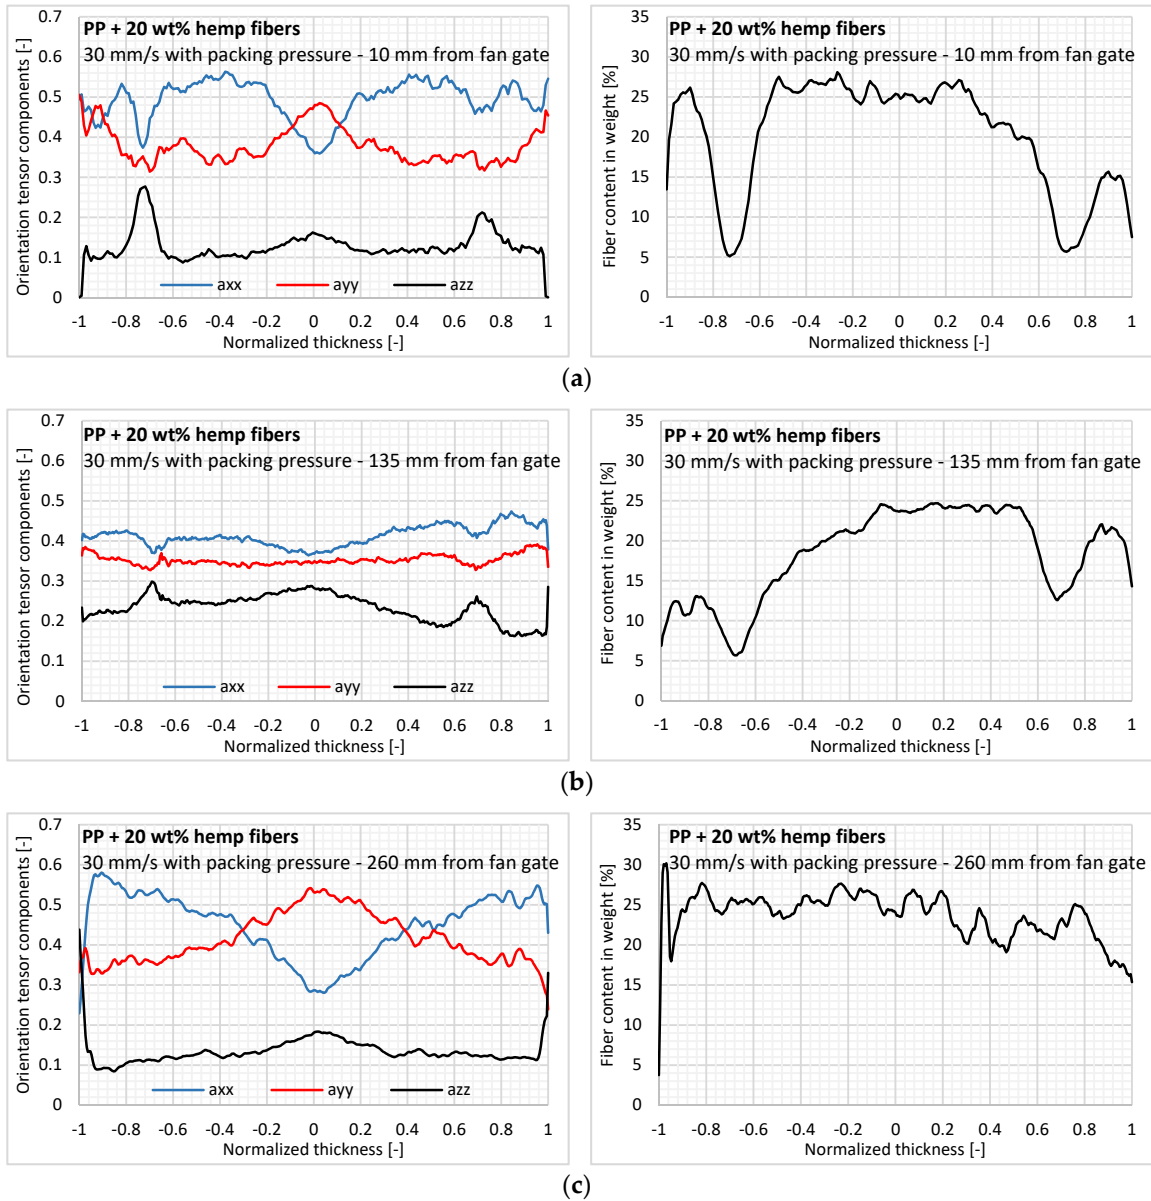 PP + 20 wt% hemp fibers
30 mm/s with packing pressure - 10 mm from fan gate
Orientation tensor components [-]
0.7
0.6
0.5
0.4
0.3
0.2
0.1
0
axx ayy azz
-1 -0.8 -0.6 -0.4 -0.2 0 0.2 0.4 0.6 0.8 1
Normalized thickness [-]
PP + 20 wt% hemp fibers
30 mm/s with packing pressure - 10 mm from fan gate
Fiber content in weight [%]
35
30
25
20
15
10
5
0
-1 -0.8 -0.6 -0.4 -0.2 0 0.2 0.4 0.6 0.8 1
Normalized thickness [-]
(a)
PP + 20 wt% hemp fibers
30 mm/s with packing pressure - 135 mm from fan gate
Orientation tensor components [-]
0.7
0.6
0.5
0.4
0.3
0.2
0.1
0
axx ayy azz
-1 -0.8 -0.6 -0.4 -0.2 0 0.2 0.4 0.6 0.8 1
Normalized thickness [-]
PP + 20 wt% hemp fibers
30 mm/s with packing pressure - 135 mm from fan gate
Fiber content in weight [%]
35
30
25
20
15
10
5
0
-1 -0.8 -0.6 -0.4 -0.2 0 0.2 0.4 0.6 0.8 1
Normalized thickness [-]
(b)
PP + 20 wt% hemp fibers
30 mm/s with packing pressure - 260 mm from fan gate
Orientation tensor components [-]
0.7
0.6
0.5
0.4
0.3
0.2
0.1
0
axx ayy azz
-1 -0.8 -0.6 -0.4 -0.2 0 0.2 0.4 0.6 0.8 1
Normalized thickness [-]
PP + 20 wt% hemp fibers
30 mm/s with packing pressure - 260 mm from fan gate
Fiber content in weight [%]
35
30
25
20
15
10
5
0
-1 -0.8 -0.6 -0.4 -0.2 0 0.2 0.4 0.6 0.8 1
Normalized thickness [-]
(c)